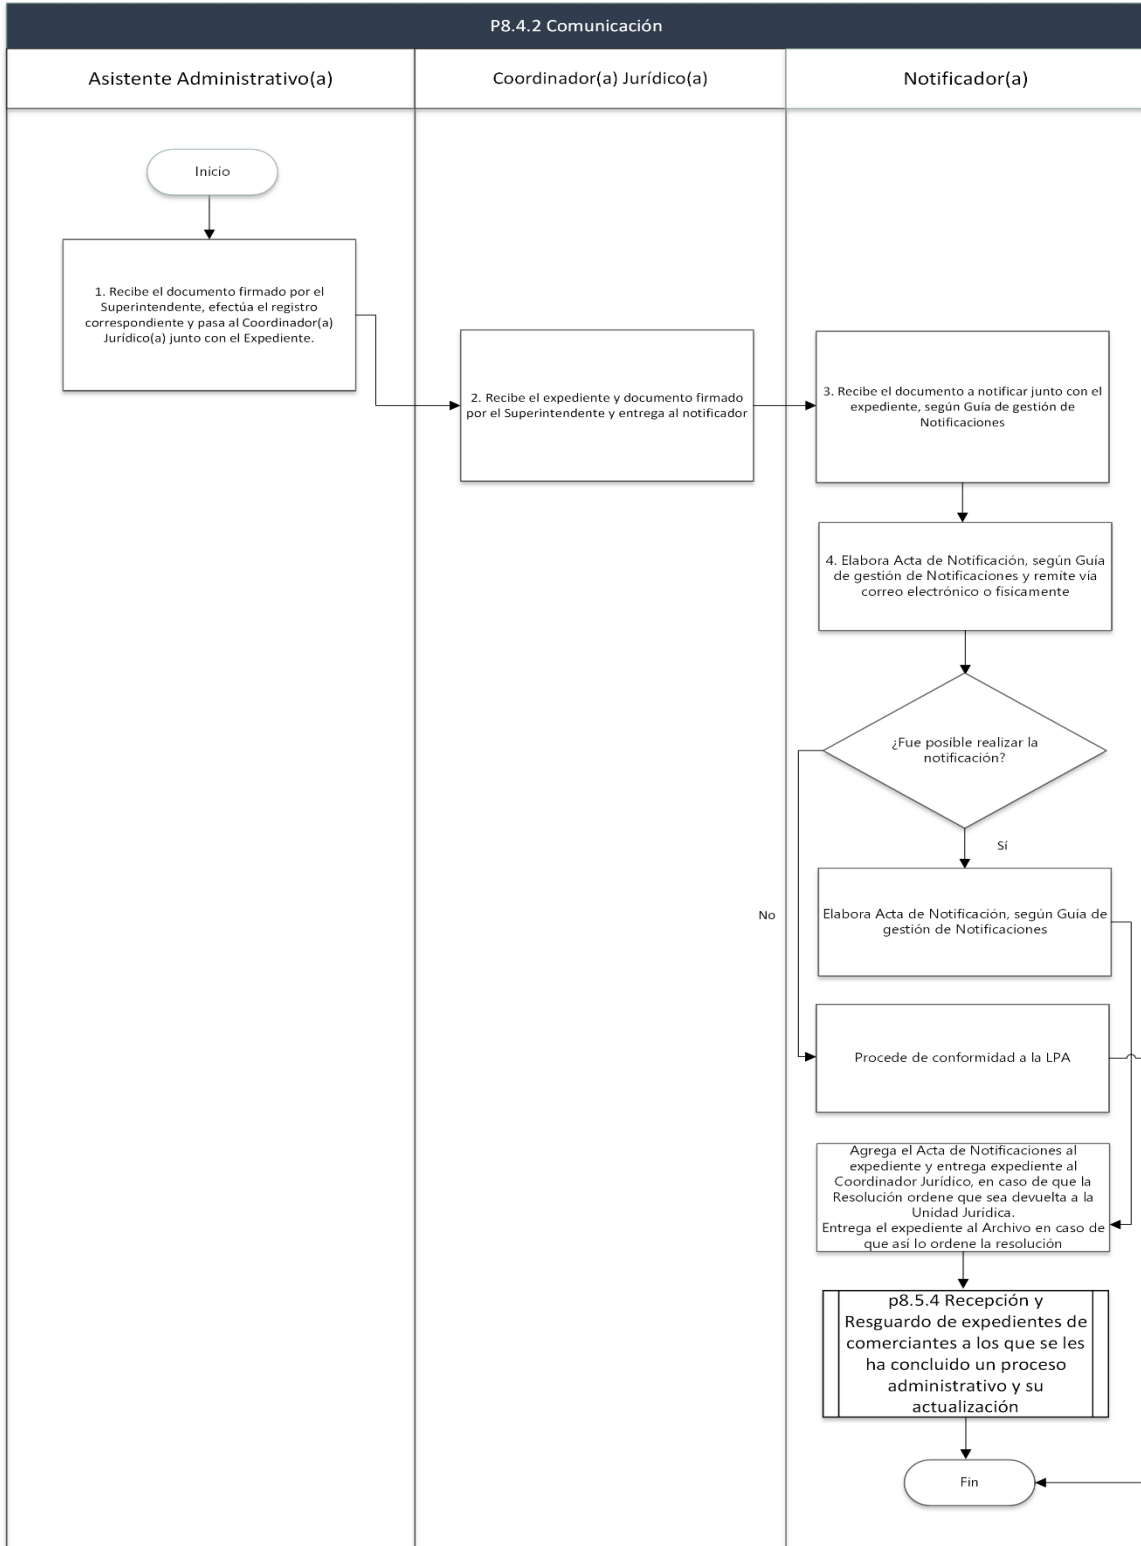 P8.4.2 Comunicación
Asistente Administrativo(a)
Coordinador(a) Jurídico(a)
Notificador(a)
Inicio
1. Recibe el documento firmado por el
Superintendente, efectúa el registro
correspondiente y pasa al Coordinador(a)
Jurídico(a) junto con el Expediente.
2. Recibe el expediente y documento firmado
por el Superintendente y entrega al notificador
3. Recibe el documento a notificar junto con el
expediente, según Guía de gestión de
Notificaciones
4. Elabora Acta de Notificación, según Guía
de gestión de Notificaciones y remite vía
correo electrónico o físicamente
¿Fue posible realizar la
notificación?
Sí
No
Elabora Acta de Notificación, según Guía de
gestión de Notificaciones
Procede de conformidad a la LPA
Agrega el Acta de Notificaciones al
expediente y entrega expediente al
Coordinador Jurídico, en caso de que la
Resolución ordene que sea devuelta a la
Unidad Jurídica.
Entrega el expediente al Archivo en caso de
que así lo ordene la resolución
p8.5.4 Recepción y
Resguardo de expedientes de
comerciantes a los que se les
ha concluido un proceso
administrativo y su
actualización
Fin